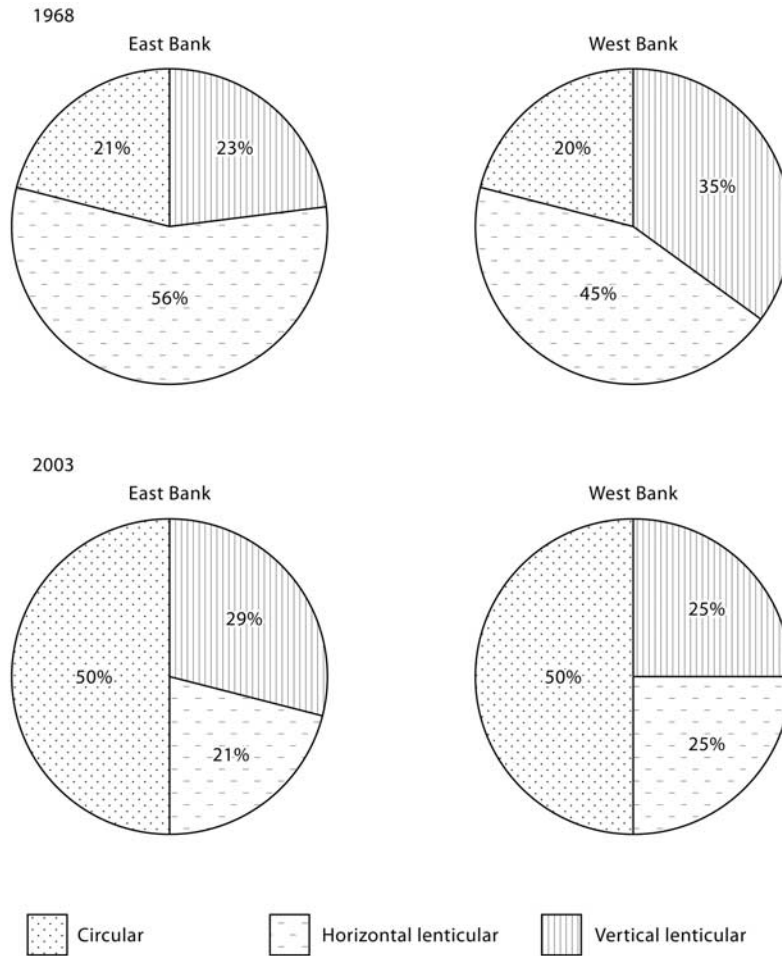 1968
East Bank
West Bank
21%
23%
56%
20%
35%
45%
2003
East Bank
West Bank
50%
29%
21%
50%
25%
25%
Circular
Horizontal lenticular
Vertical lenticular